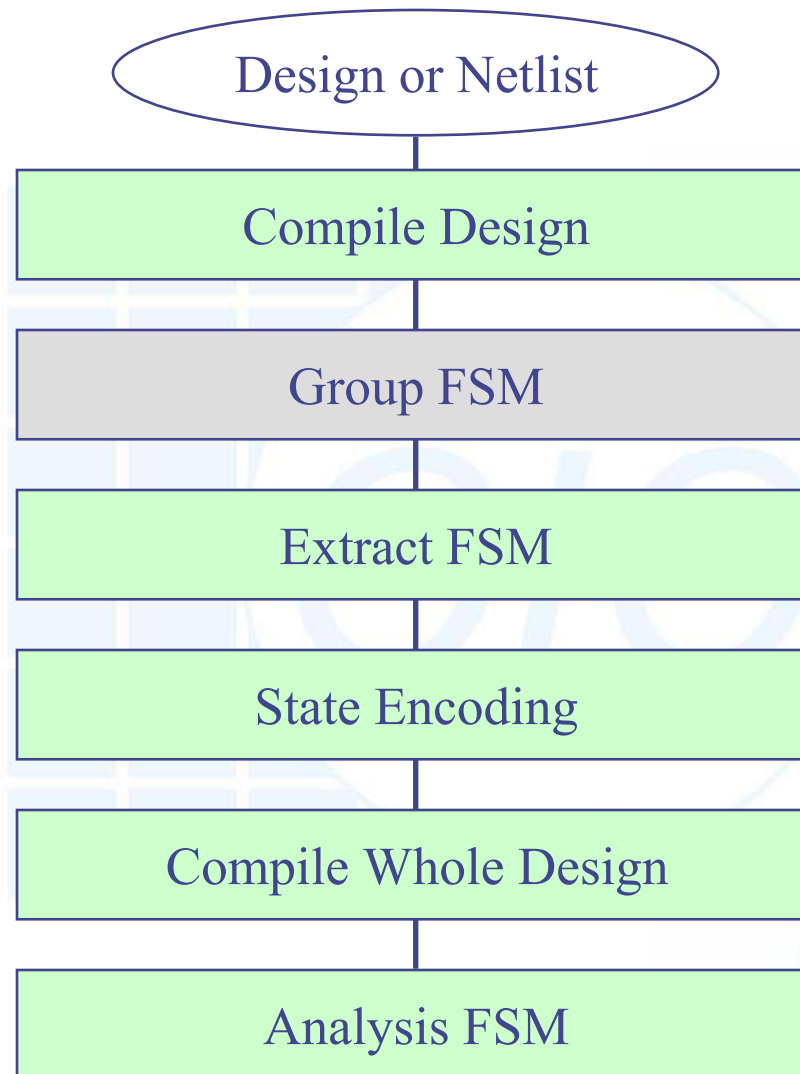 Design or Netlist
Compile Design
Group FSM
Extract FSM
State Encoding
Compile Whole Design
Analysis FSM